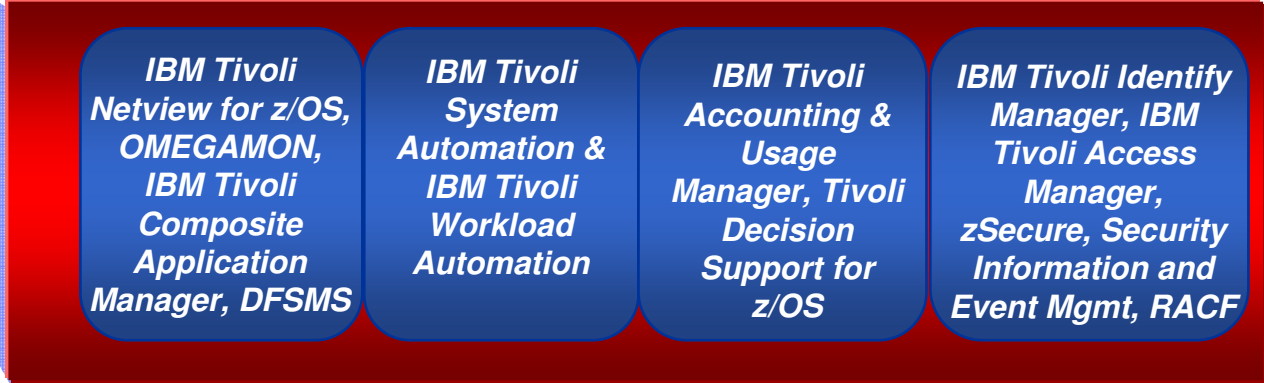 IBM Tivoli
Netview for z/OS,
OMEGAMON,
IBM Tivoli
Composite
Application
Manager, DFSMS
IBM Tivoli
System
Automation &
IBM Tivoli
Workload
Automation
IBM Tivoli
Accounting &
Usage
Manager, Tivoli
Decision
Support for
z/OS
IBM Tivoli Identify
Manager, IBM
Tivoli Access
Manager,
zSecure, Security
Information and
Event Mgmt, RACF